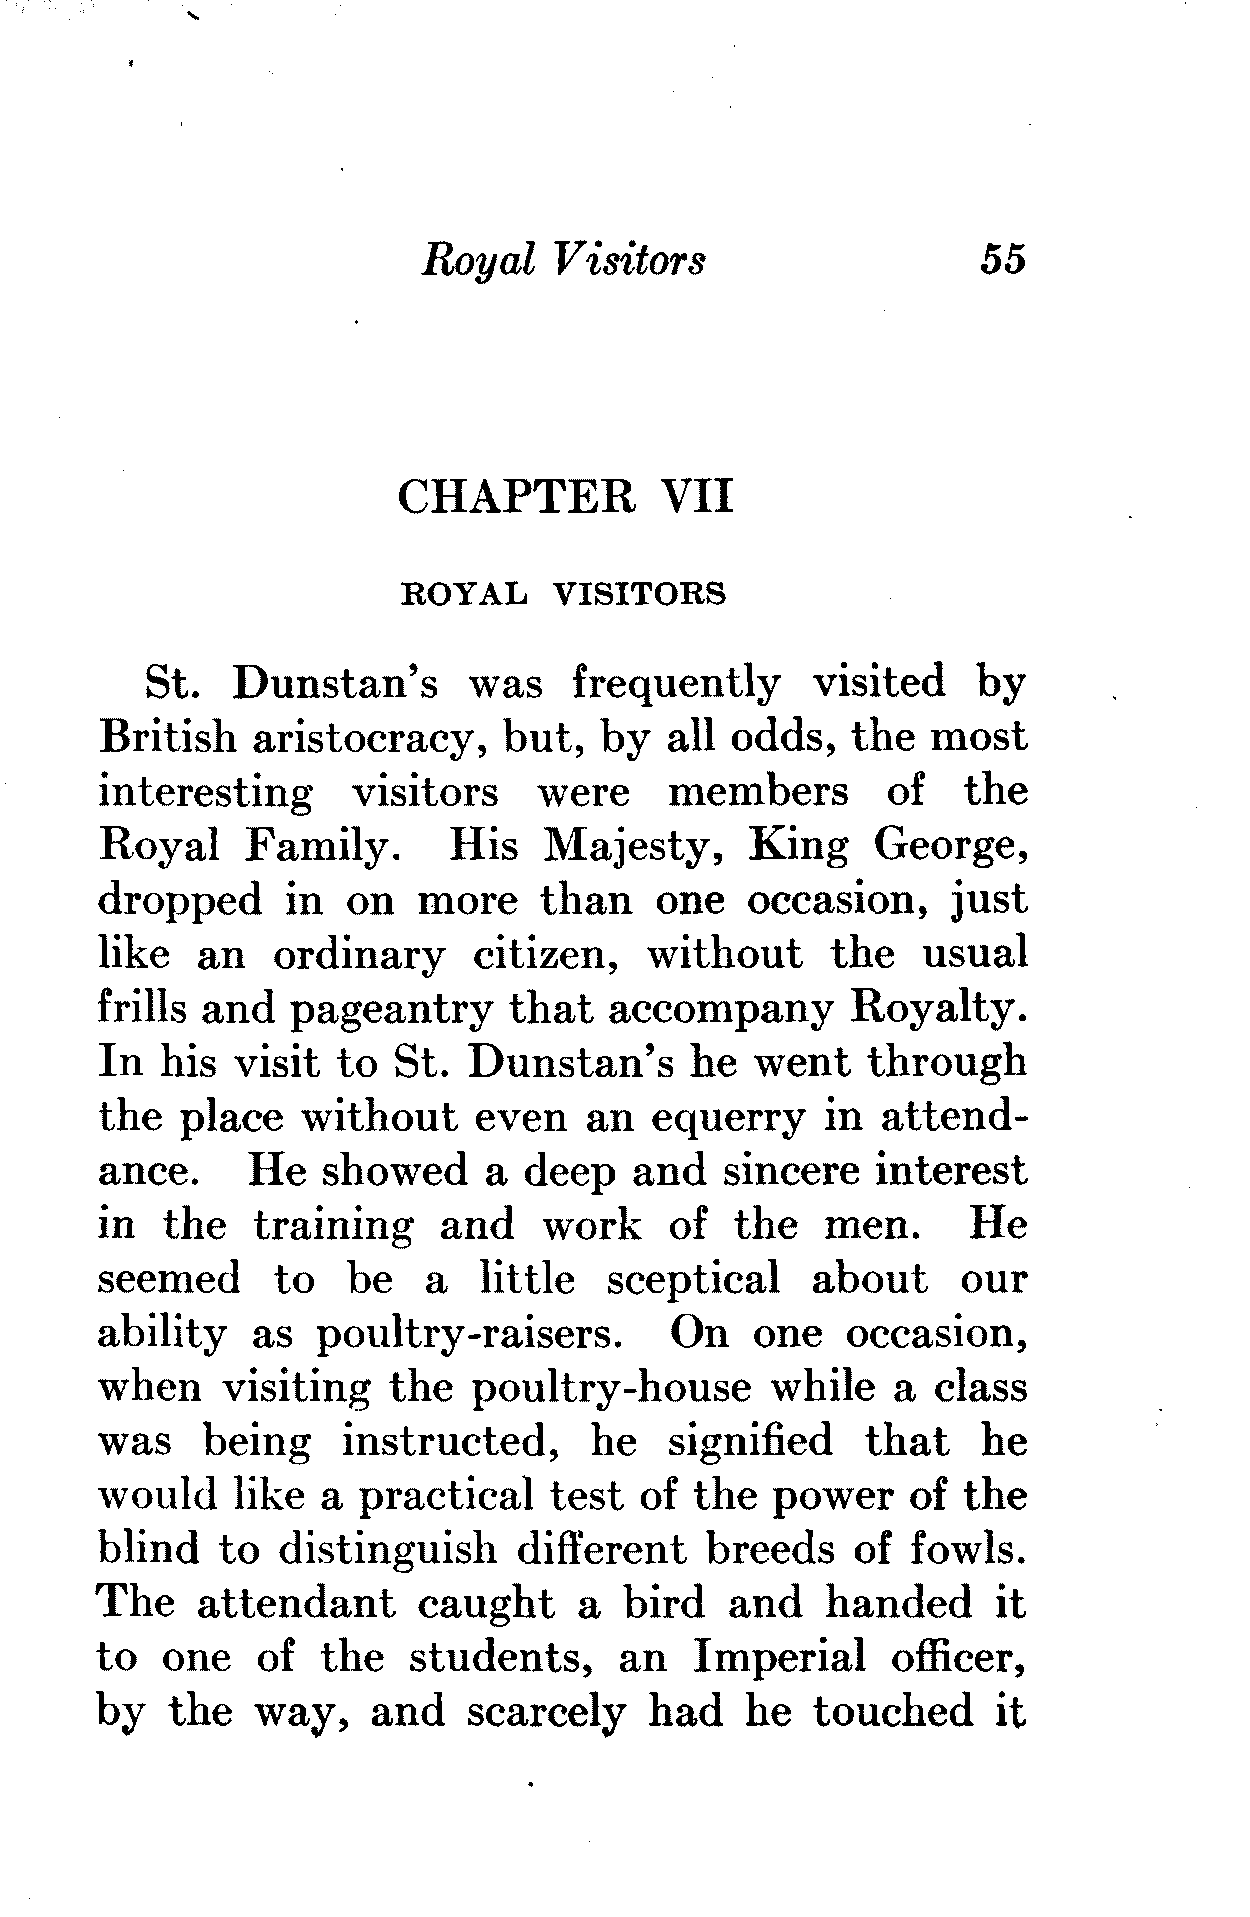 Royal Visitors 55
CHAPTER VII
ROYAL VISITORS
St. Dunstan's was frequently visited by
British aristocracy, but, by all odds, the most
interesting visitors were members of the
Royal Family. His Majesty, King George,
dropped in on more than one occasion, just
like an ordinary citizen, without the usual
frills and pageantry that accompany Royalty.
In his visit to St. Dunstan's he went through
the place without even an equerry in attend-
ance. He showed a deep and sincere interest
in the training and work of the men. He
seemed to be a little sceptical about our
ability as poultry-raisers. On one occasion,
when visiting the poultry-house while a class
was being instructed, he signified that he
would like a practical test of the power of the
blind to distinguish different breeds of fowls.
The attendant caught a bird and handed it
to one of the students, an Imperial officer,
by the way, and scarcely had he touched it